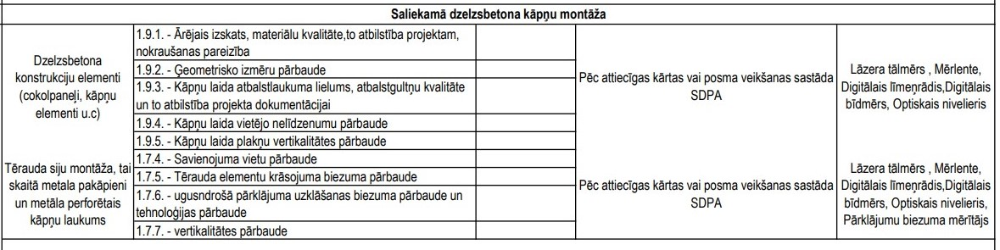 Saliekamā dzelzsbetona kāpņu montāža
Dzelzsbetona
konstrukciju elementi
(cokolpaneļi, kāpņu
elementi u.c)
1.9.1. - Ārējais izskats, materiālu kvalitāte,to atbilstība projektam,
nokraušanas pareizība
1.9.2. - Ģeometrisko izmēru pārbaude
1.9.3. - Kāpņu laida atbalstlaukuma lielums, atbalstgultņu kvalitāte
un to atbilstība projekta dokumentācijai
1.9.4. - Kāpņu laida vietējo nelīdzenumu pārbaude
1.9.5. - Kāpņu laida plakņu vertikalitātes pārbaude
Pēc attiecīgas kārtas vai posma veikšanas sastāda
SDPA
Lāzera tālmērs , Mērlente,
Digitālais līmeņrādis,Digitālais
bīdmērs, Optiskais nivelieris
Tērauda siju montāža, tai
skaitā metala pakāpieni
un metāla perforētais
kāpņu laukums
1.7.4. - Savienojuma vietu pārbaude
1.7.5. - Tērauda elementu krāsojuma biezuma pārbaude
1.7.6. - ugusndrošā pārklājuma uzklāšanas biezuma pārbaude un
tehnoloģijas pārbaude
1.7.7. - vertikalitātes pārbaude
Pēc attiecīgas kārtas vai posma veikšanas sastāda
SDPA
Lāzera tālmērs , Mērlente,
Digitālais līmeņrādis,Digitālais
bīdmērs, Optiskais nivelieris,
Pārklājumu biezuma mērītājs